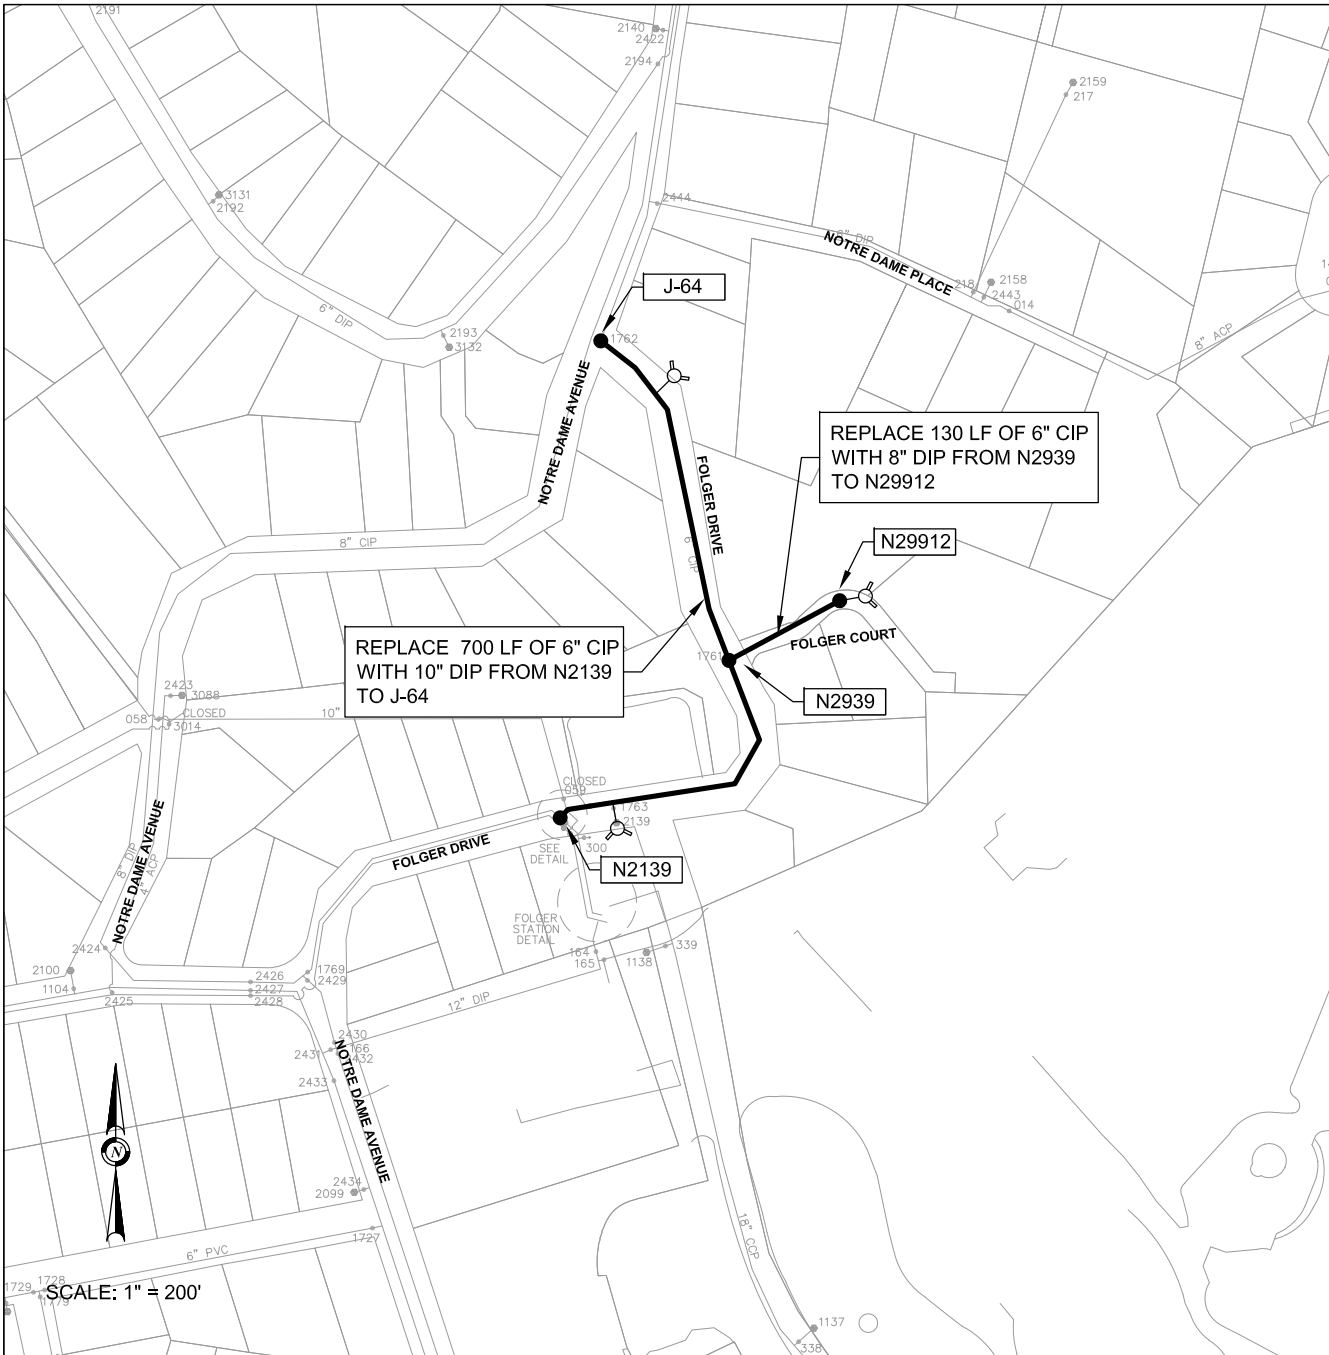 2191
2140
2422
2194
2159
217
3131
2192
2444
8" DIP
NOTRE DAME PLACE
218
2158
2443
014
J-64
6" DIP
2193
3132
1762
8" ACP
NOTRE DAME AVENUE
REPLACE 130 LF OF 6" CIP
WITH 8" DIP FROM N2939
TO N29912
FOLGER DRIVE
6" CIP
8" CIP
N29912
REPLACE 700 LF OF 6" CIP
WITH 10" DIP FROM N2139
TO J-64
FOLGER COURT
1761
N2939
2423
3088
058
CLOSED
3014
10"
CLOSED
059
1763
2139
300
SEE
DETAIL
N2139
FOLGER DRIVE
8" DIP
4" ACP
NOTRE DAME AVENUE
FOLGER
STATION
DETAIL
2424
2100
1104
2425
2426
2427
2428
1769
2429
164
165
1138
339
12" DIP
2430
166
2431
2432
2433
NOTRE DAME AVENUE
N
2434
2099
1727
6" PVC
18" CCP
1729
1728
1779
SCALE: 1" = 200'
1137
338